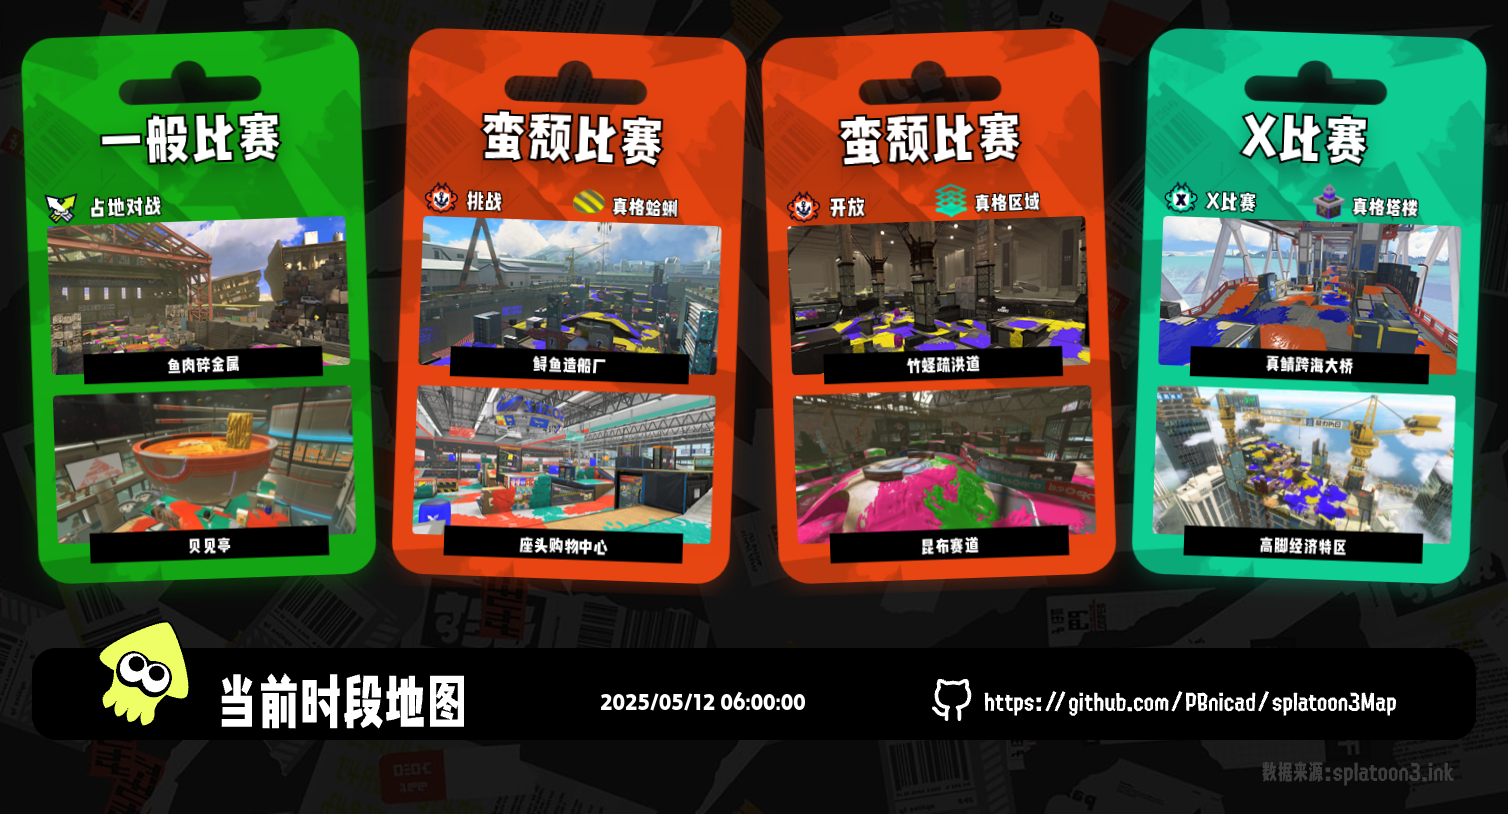 一般比赛
占地对战
鱼肉碎金属
贝见亭
蛮颓比赛
挑战
真格蛤蜊
鲟鱼造船厂
座头购物中心
蛮颓比赛
开放
真格区域
竹蛏疏洪道
昆布赛道
X比赛
X比赛
真格塔楼
真鲭跨海大桥
高脚经济特区
当前时段地图
2025/05/12 06:00:00
https://github.com/PBnicad/splatoon3Map
数据来源:splatoon3.ink